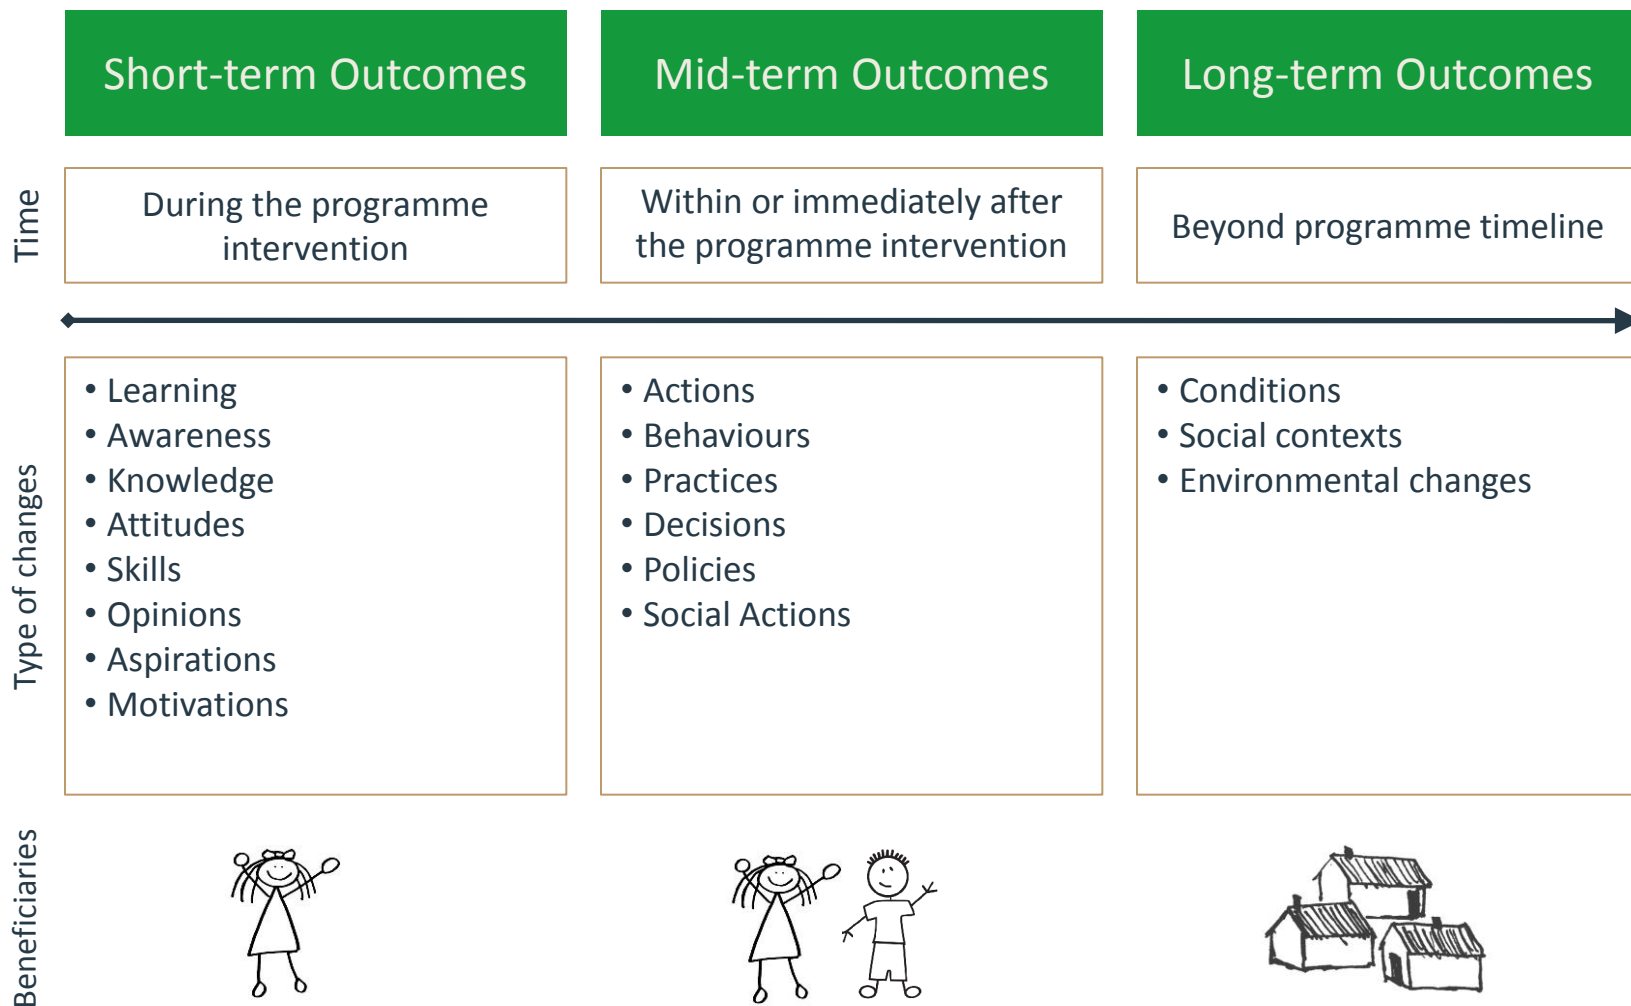 Short-term Outcomes
Mid-term Outcomes
Long-term Outcomes
Time
During the programme
intervention
Within or immediately after
the programme intervention
Beyond programme timeline
Type of changes
• Learning
• Awareness
• Knowledge
• Attitudes
• Skills
• Opinions
• Aspirations
• Motivations
• Actions
• Behaviours
• Practices
• Decisions
• Policies
• Social Actions
• Conditions
• Social contexts
• Environmental changes
Beneficiaries